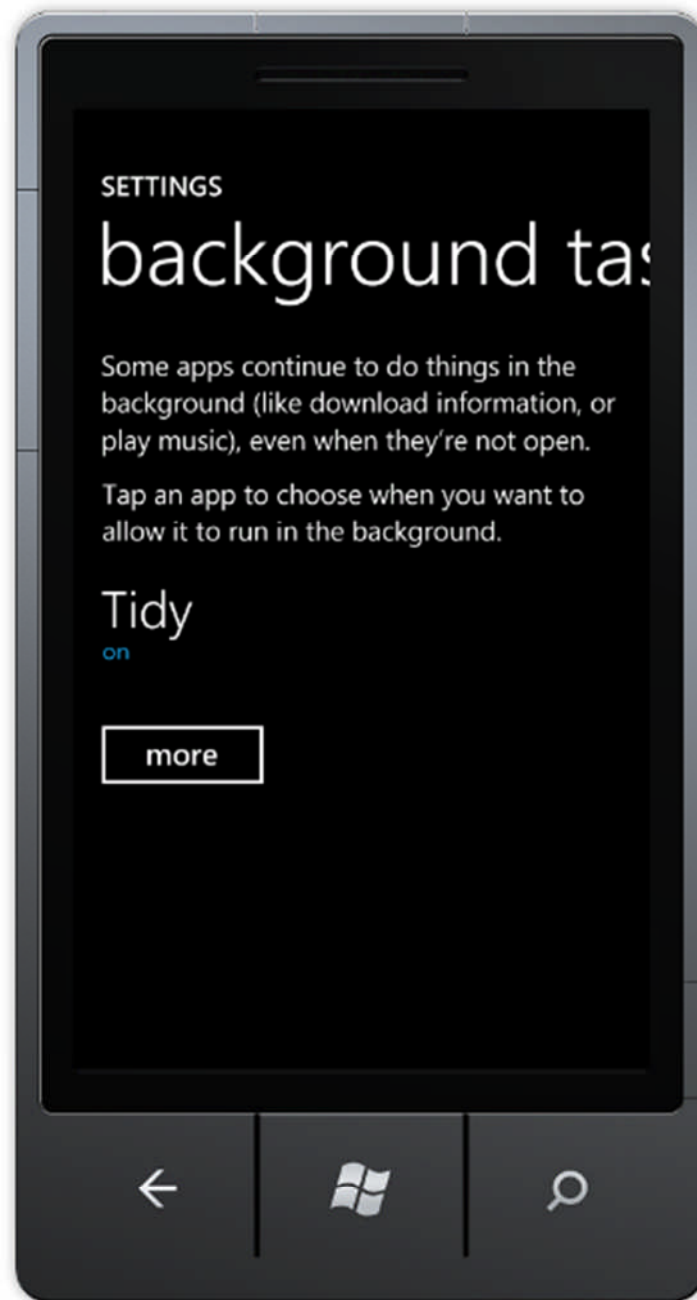 SETTINGS
background tas
Some apps continue to do things in the
background (like download information, or
play music), even when they're not open.
Tap an app to choose when you want to
allow it to run in the background.
Tidy
on
more